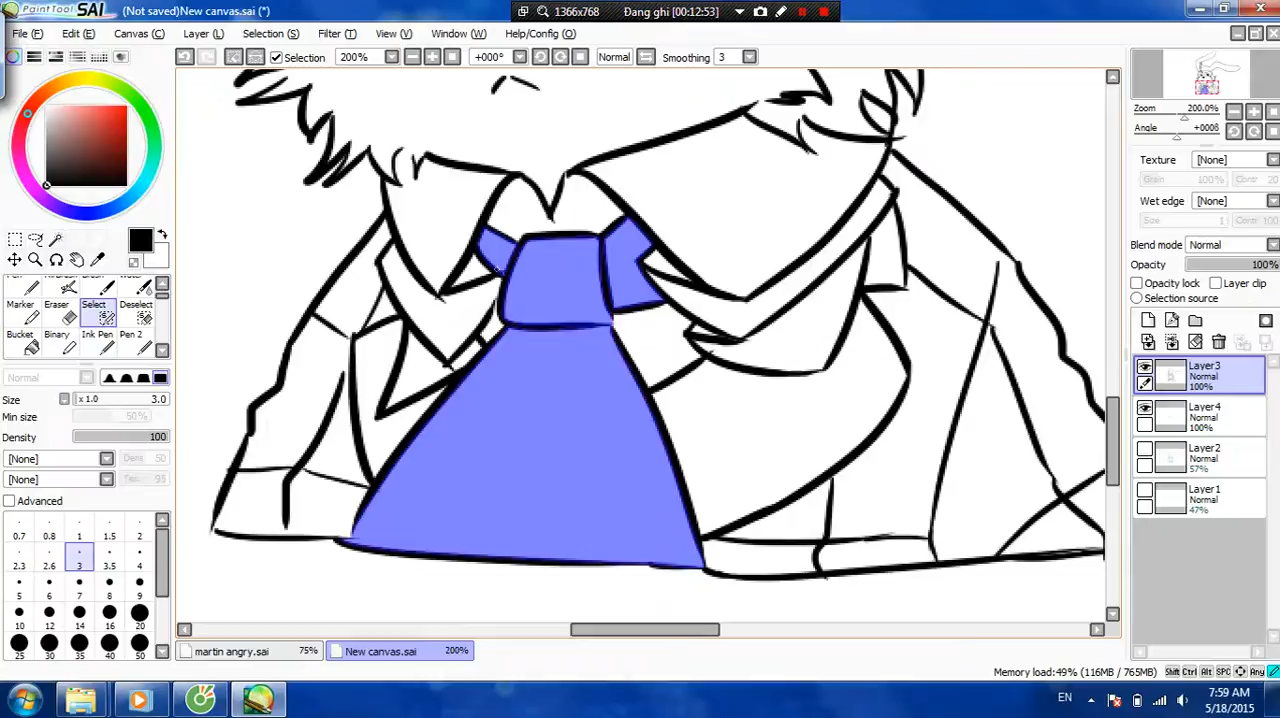 PaintTool SAI (Not saved)New canvas.sai (*)
1366x768 Đang ghi [00:12:53]
File (F) Edit (E) Canvas (C) Layer (L) Selection (S) Filter (T) View (V) Window (W) Help/Config (O)
Selection 200% +000° Normal Smoothing 3
Zoom 200.0%
Angle +000δ
Texture [None]
Grain 100% Contr 20
Wet edge [None]
Size 1 Contr 100
Blend mode Normal
Opacity 100%
Opacity lock Layer clip
Selection source
Marker Eraser Select Deselect
Bucket Binary Ink Pen Pen 2
Normal
Size x 1.0 3.0
Min size 50%
Density 100
[None] Dens 50
[None] Tex 95
Advanced
0.7 0.8 1 1.5 2
2.3 2.6 3 3.5 4
5 6 7 8 9
10 12 14 16 20
25 30 35 40 50
Layer3
Normal
100%
Layer4
Normal
100%
Layer2
Normal
57%
Layer1
Normal
47%
martin angry.sai 75% New canvas.sai 200%
Memory load:49% (116MB / 765MB) Shift Ctrl Alt SPC Any
EN
7:59 AM
5/18/2015